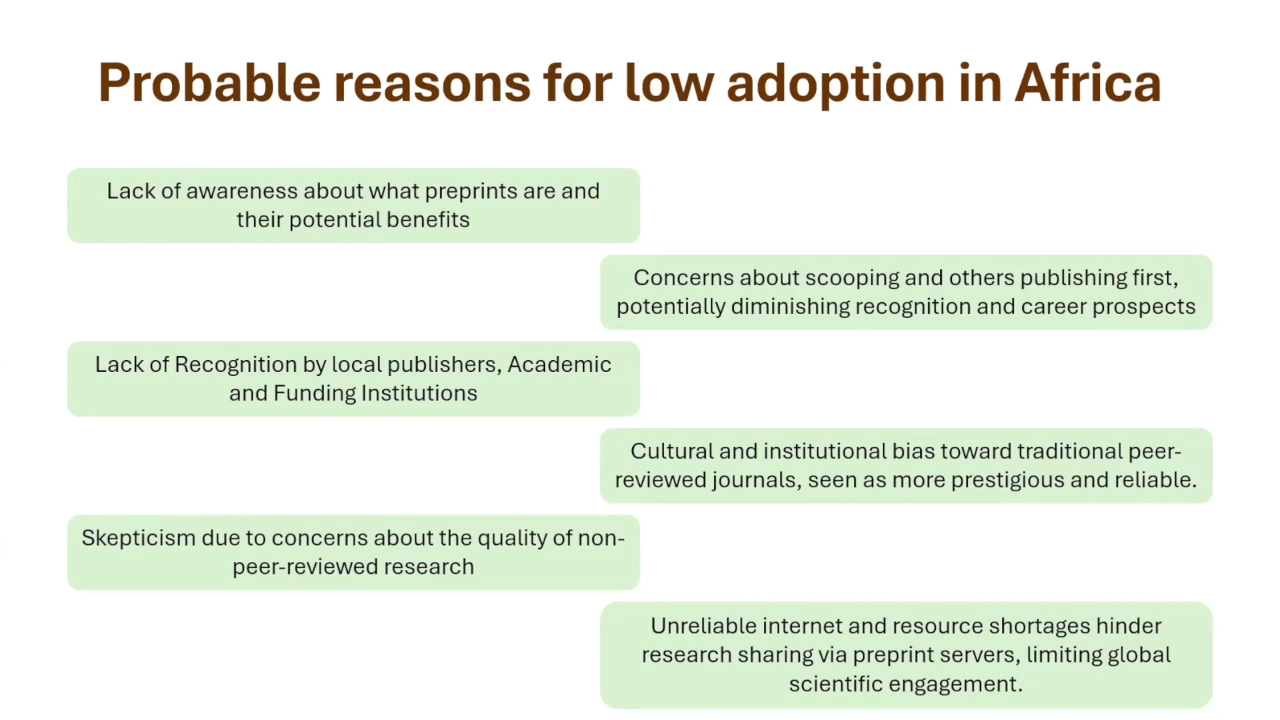 Probable reasons for low adoption in Africa
Lack of awareness about what preprints are and
their potential benefits
Concerns about scooping and others publishing first,
potentially diminishing recognition and career prospects
Lack of Recognition by local publishers, Academic
and Funding Institutions
Cultural and institutional bias toward traditional peer-
reviewed journals, seen as more prestigious and reliable.
Skepticism due to concerns about the quality of non-
peer-reviewed research
Unreliable internet and resource shortages hinder
research sharing via preprint servers, limiting global
scientific engagement.